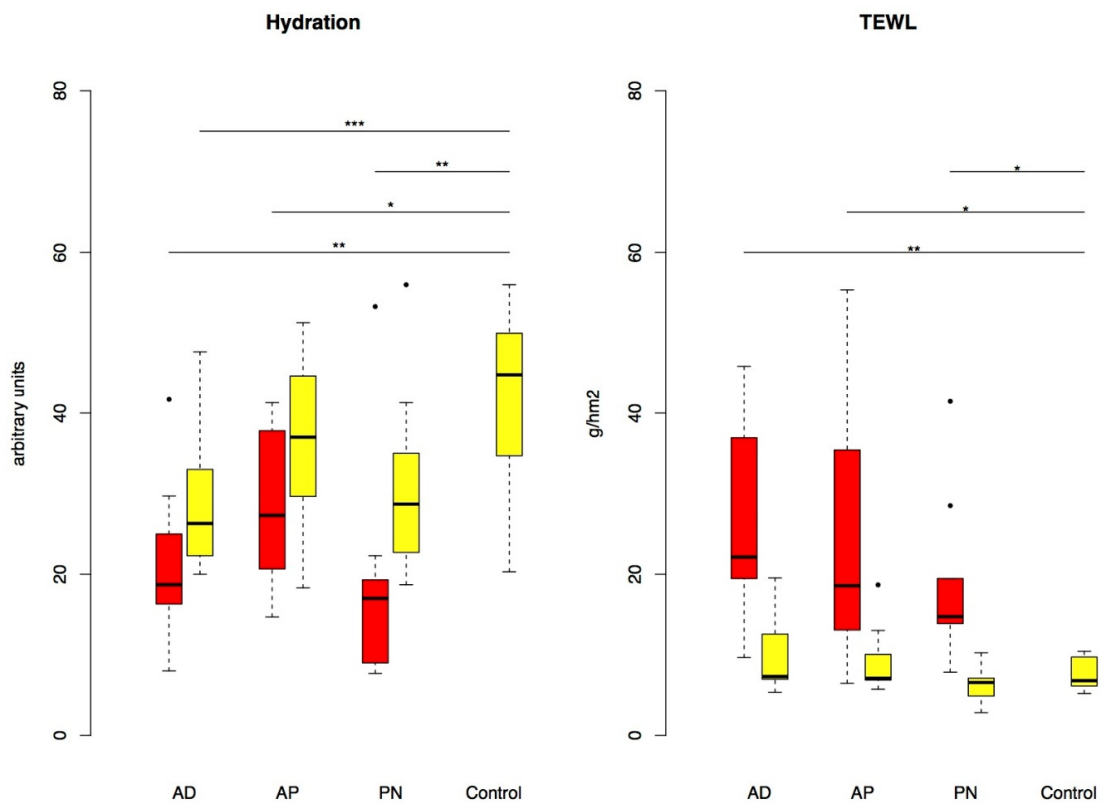 Hydration
80
60
40
20
0
arbitrary units
***
**
*
**
AD AP PN Control
TEWL
80
60
40
20
0
g/hm2
*
*
**
AD AP PN Control